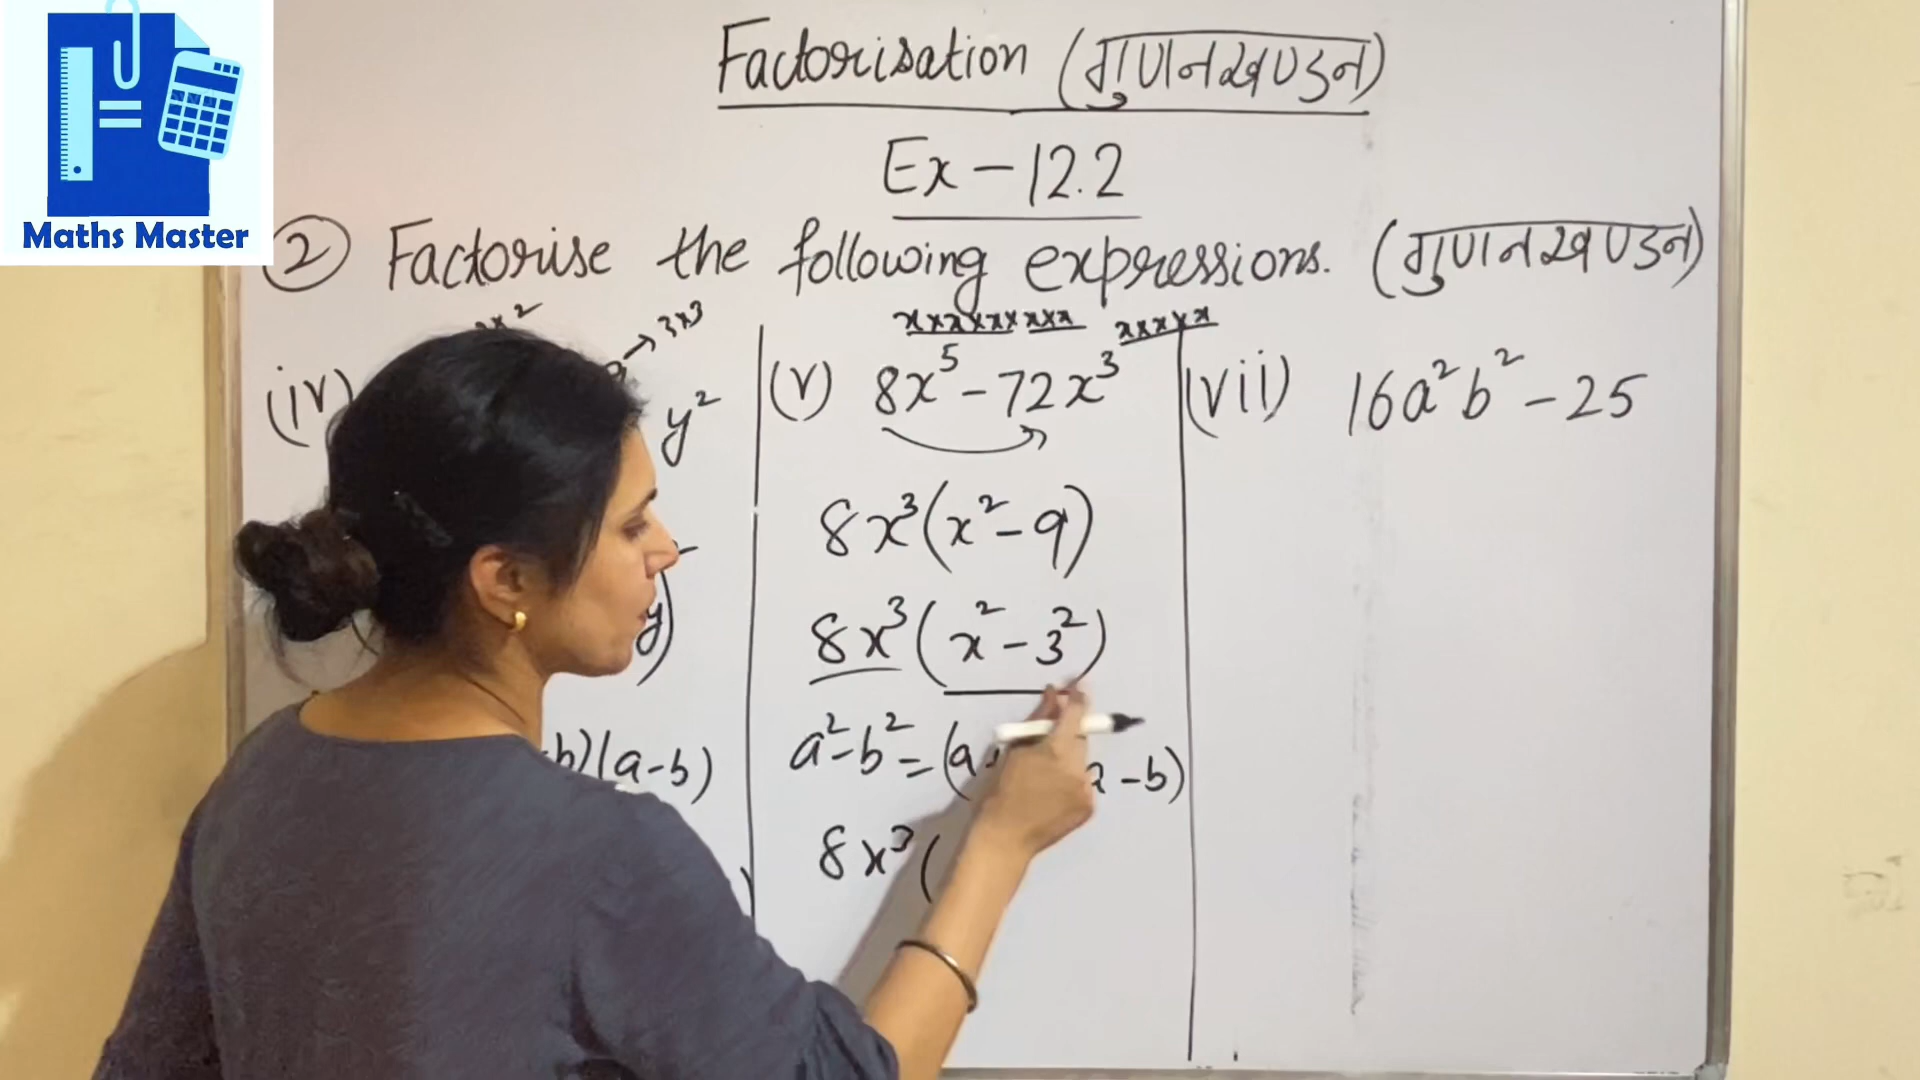 Maths Master
Factorisation (गुणनखण्डन)
Ex - 12.2
② Factorise the following expressions. (गुणनखण्डन)
(iv)
→ 3x3
y²
y)
b)(a-b)
(v) 8x⁵ - 72x³
x×x×x×x×x
x×x×x
8x³(x² - 9)
8x³(x² - 3²)
a²-b² = (a
-b)
8x³(
(vii) 16a²b² - 25